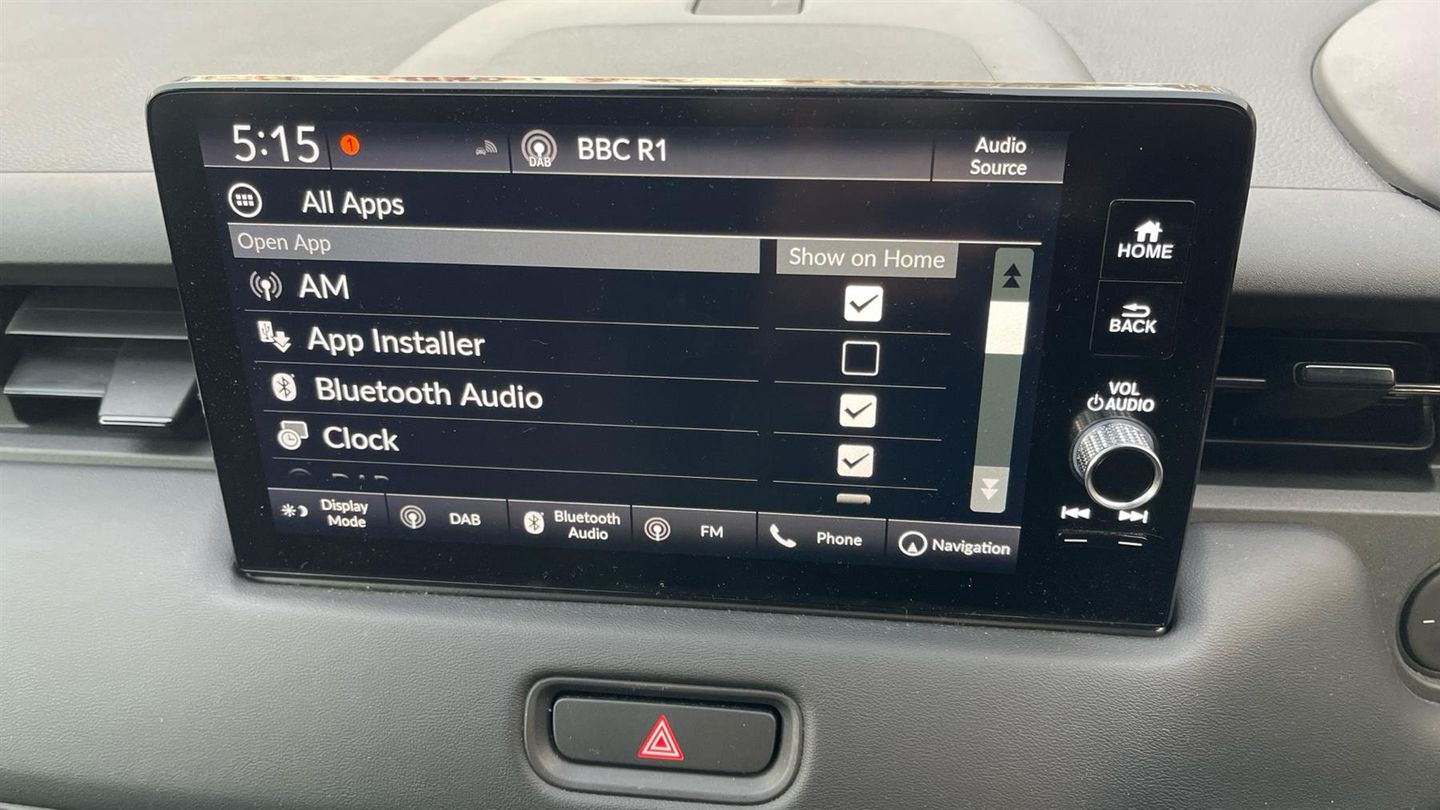 5:15
1
DAB
BBC R1
Audio
Source
All Apps
Open App
Show on Home
AM
App Installer
Bluetooth Audio
Clock
Display
Mode
DAB
Bluetooth
Audio
FM
Phone
Navigation
HOME
BACK
VOL
AUDIO